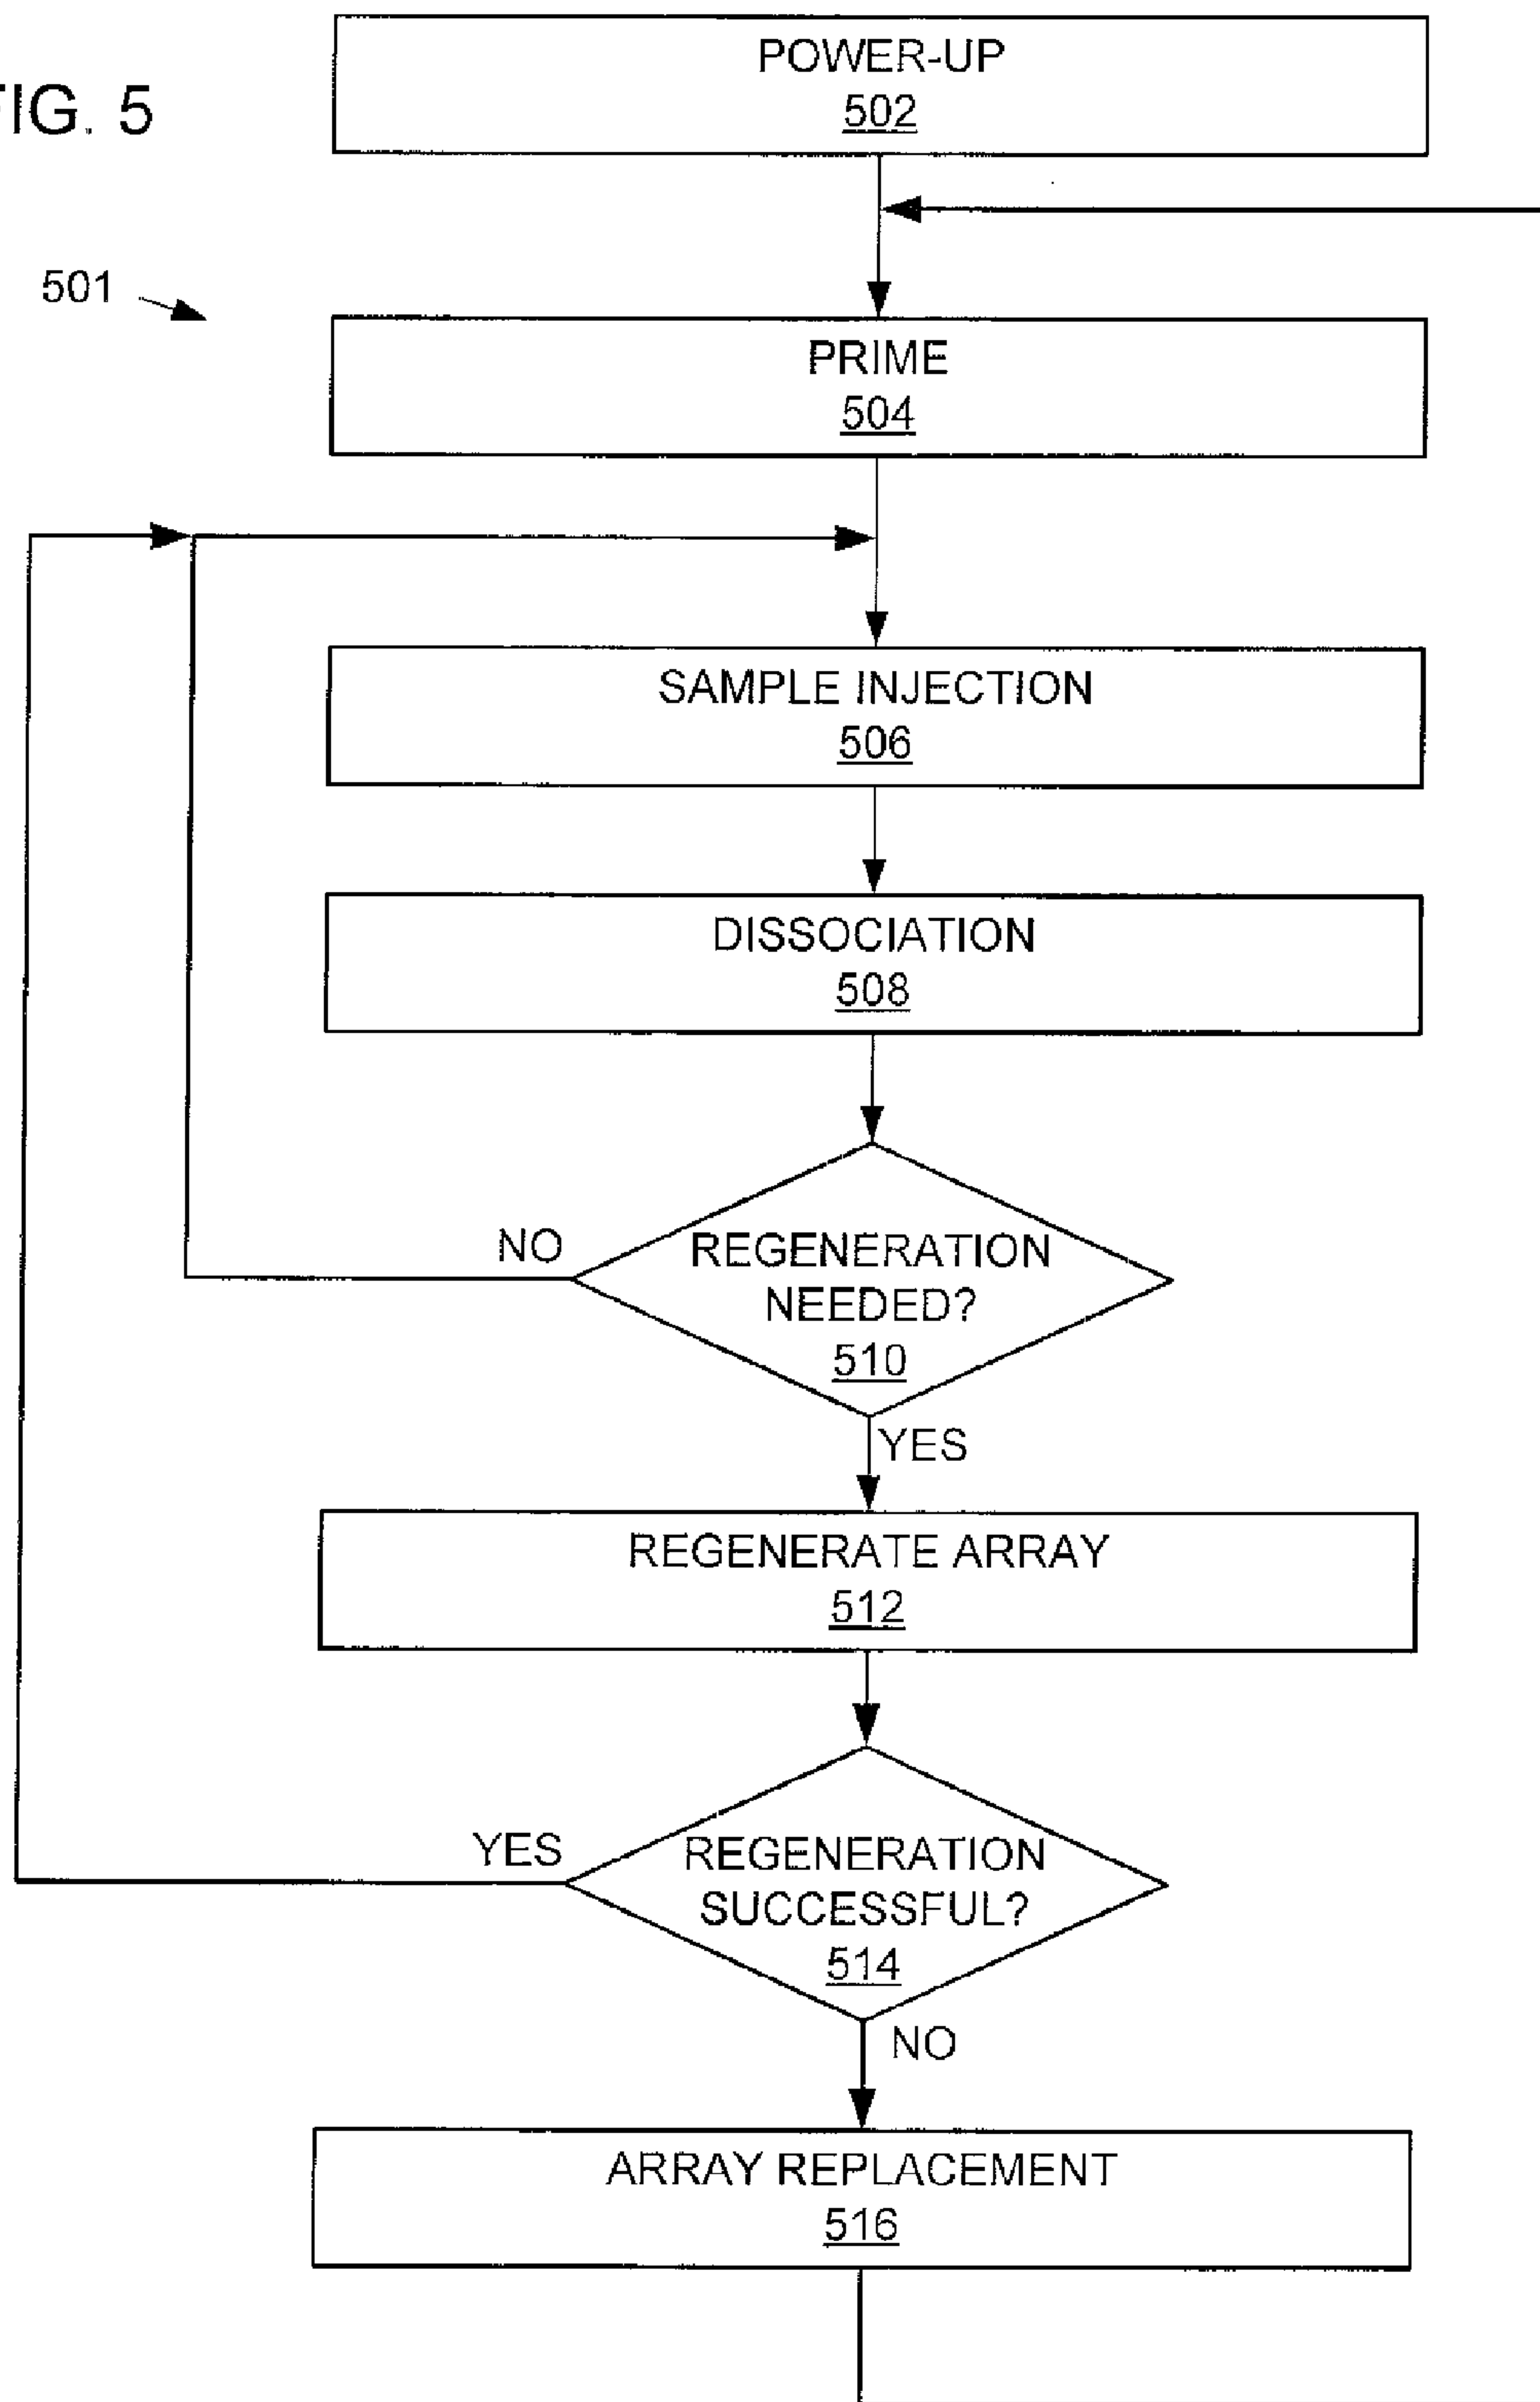 FIG. 5
POWER-UP
502
501
PRIME
504
SAMPLE INJECTION
506
DISSOCIATION
508
NO
REGENERATION
NEEDED?
510
YES
REGENERATE ARRAY
512
YES
REGENERATION
SUCCESSFUL?
514
NO
ARRAY REPLACEMENT
516